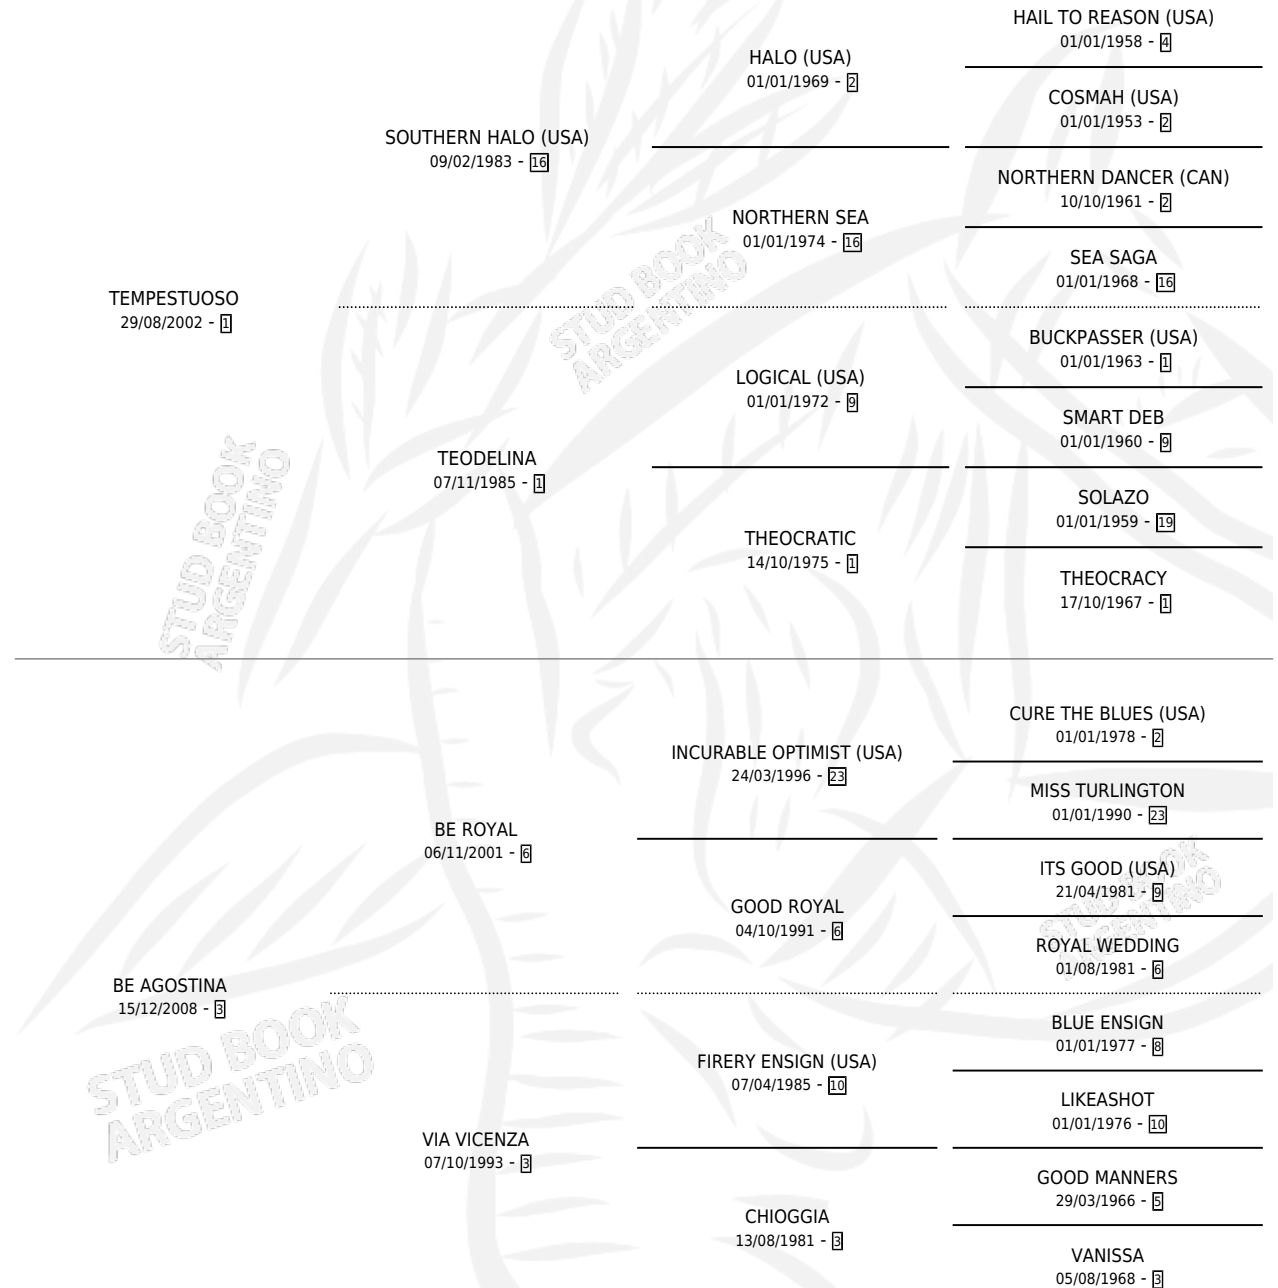 HAIL TO REASON (USA)
01/01/1958 - 4
HALO (USA)
01/01/1969 - 2
COSMAH (USA)
01/01/1953 - 2
SOUTHERN HALO (USA)
09/02/1983 - 16
NORTHERN DANCER (CAN)
10/10/1961 - 2
NORTHERN SEA
01/01/1974 - 16
SEA SAGA
01/01/1968 - 16
TEMPESTUOSO
29/08/2002 - 1
BUCKPASSER (USA)
01/01/1963 - 1
LOGICAL (USA)
01/01/1972 - 9
SMART DEB
01/01/1960 - 9
TEODELINA
07/11/1985 - 1
SOLAZO
01/01/1959 - 19
THEOCRATIC
14/10/1975 - 1
THEOCRACY
17/10/1967 - 1
CURE THE BLUES (USA)
01/01/1978 - 2
INCURABLE OPTIMIST (USA)
24/03/1996 - 23
MISS TURLINGTON
01/01/1990 - 23
BE ROYAL
06/11/2001 - 6
ITS GOOD (USA)
21/04/1981 - 9
GOOD ROYAL
04/10/1991 - 6
ROYAL WEDDING
01/08/1981 - 6
BE AGOSTINA
15/12/2008 - 3
BLUE ENSIGN
01/01/1977 - 8
FIRERY ENSIGN (USA)
07/04/1985 - 10
LIKEASHOT
01/01/1976 - 10
VIA VICENZA
07/10/1993 - 3
GOOD MANNERS
29/03/1966 - 5
CHIOGGIA
13/08/1981 - 3
VANISSA
05/08/1968 - 3
STUD BOOK
ARGENTINO
STUD BOOK
ARGENTINO
STUD BOOK
ARGENTINO
STUD BOOK
ARGENTINO